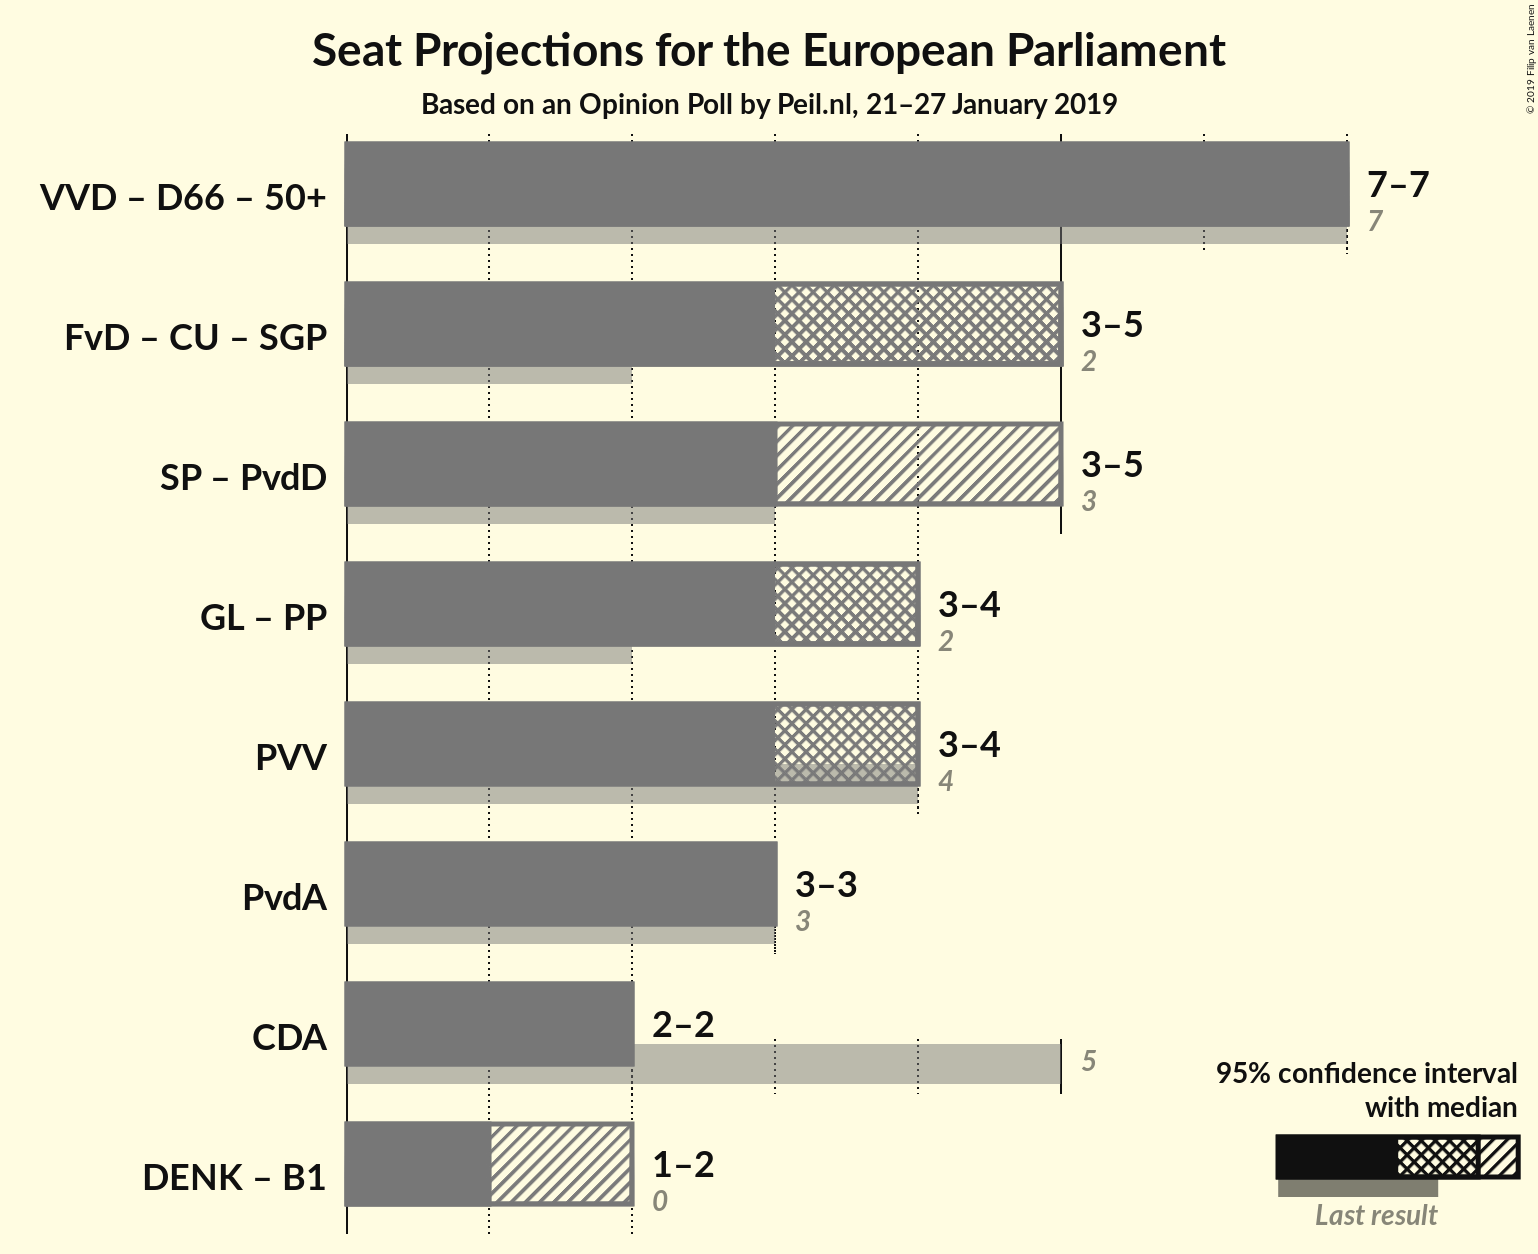 Seat Projections for the European Parliament
Based on an Opinion Poll by Peil.nl, 21–27 January 2019
© 2019 Filip van Laenen
VVD – D66 – 50+
7–7
7
FvD – CU – SGP
3–5
2
SP – PvdD
3–5
3
GL – PP
3–4
2
PVV
3–4
4
PvdA
3–3
3
CDA
2–2
5
DENK – B1
1–2
0
95% confidence interval
with median
Last result